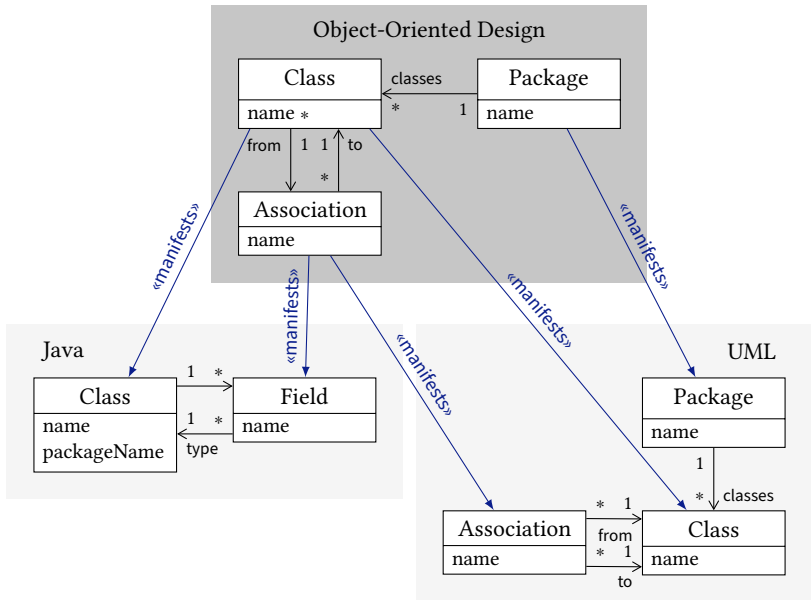 Object-Oriented Design
Class
classes
Package
name *
* 1
name
from 1 1 to
*
Association
name
«manifests»
«manifests»
«manifests»
«manifests»
«manifests»
Java
UML
Class
1 *
Field
name
packageName
1 *
type
name
Package
name
1
* classes
Association
* 1
from
Class
name
* 1
to
name